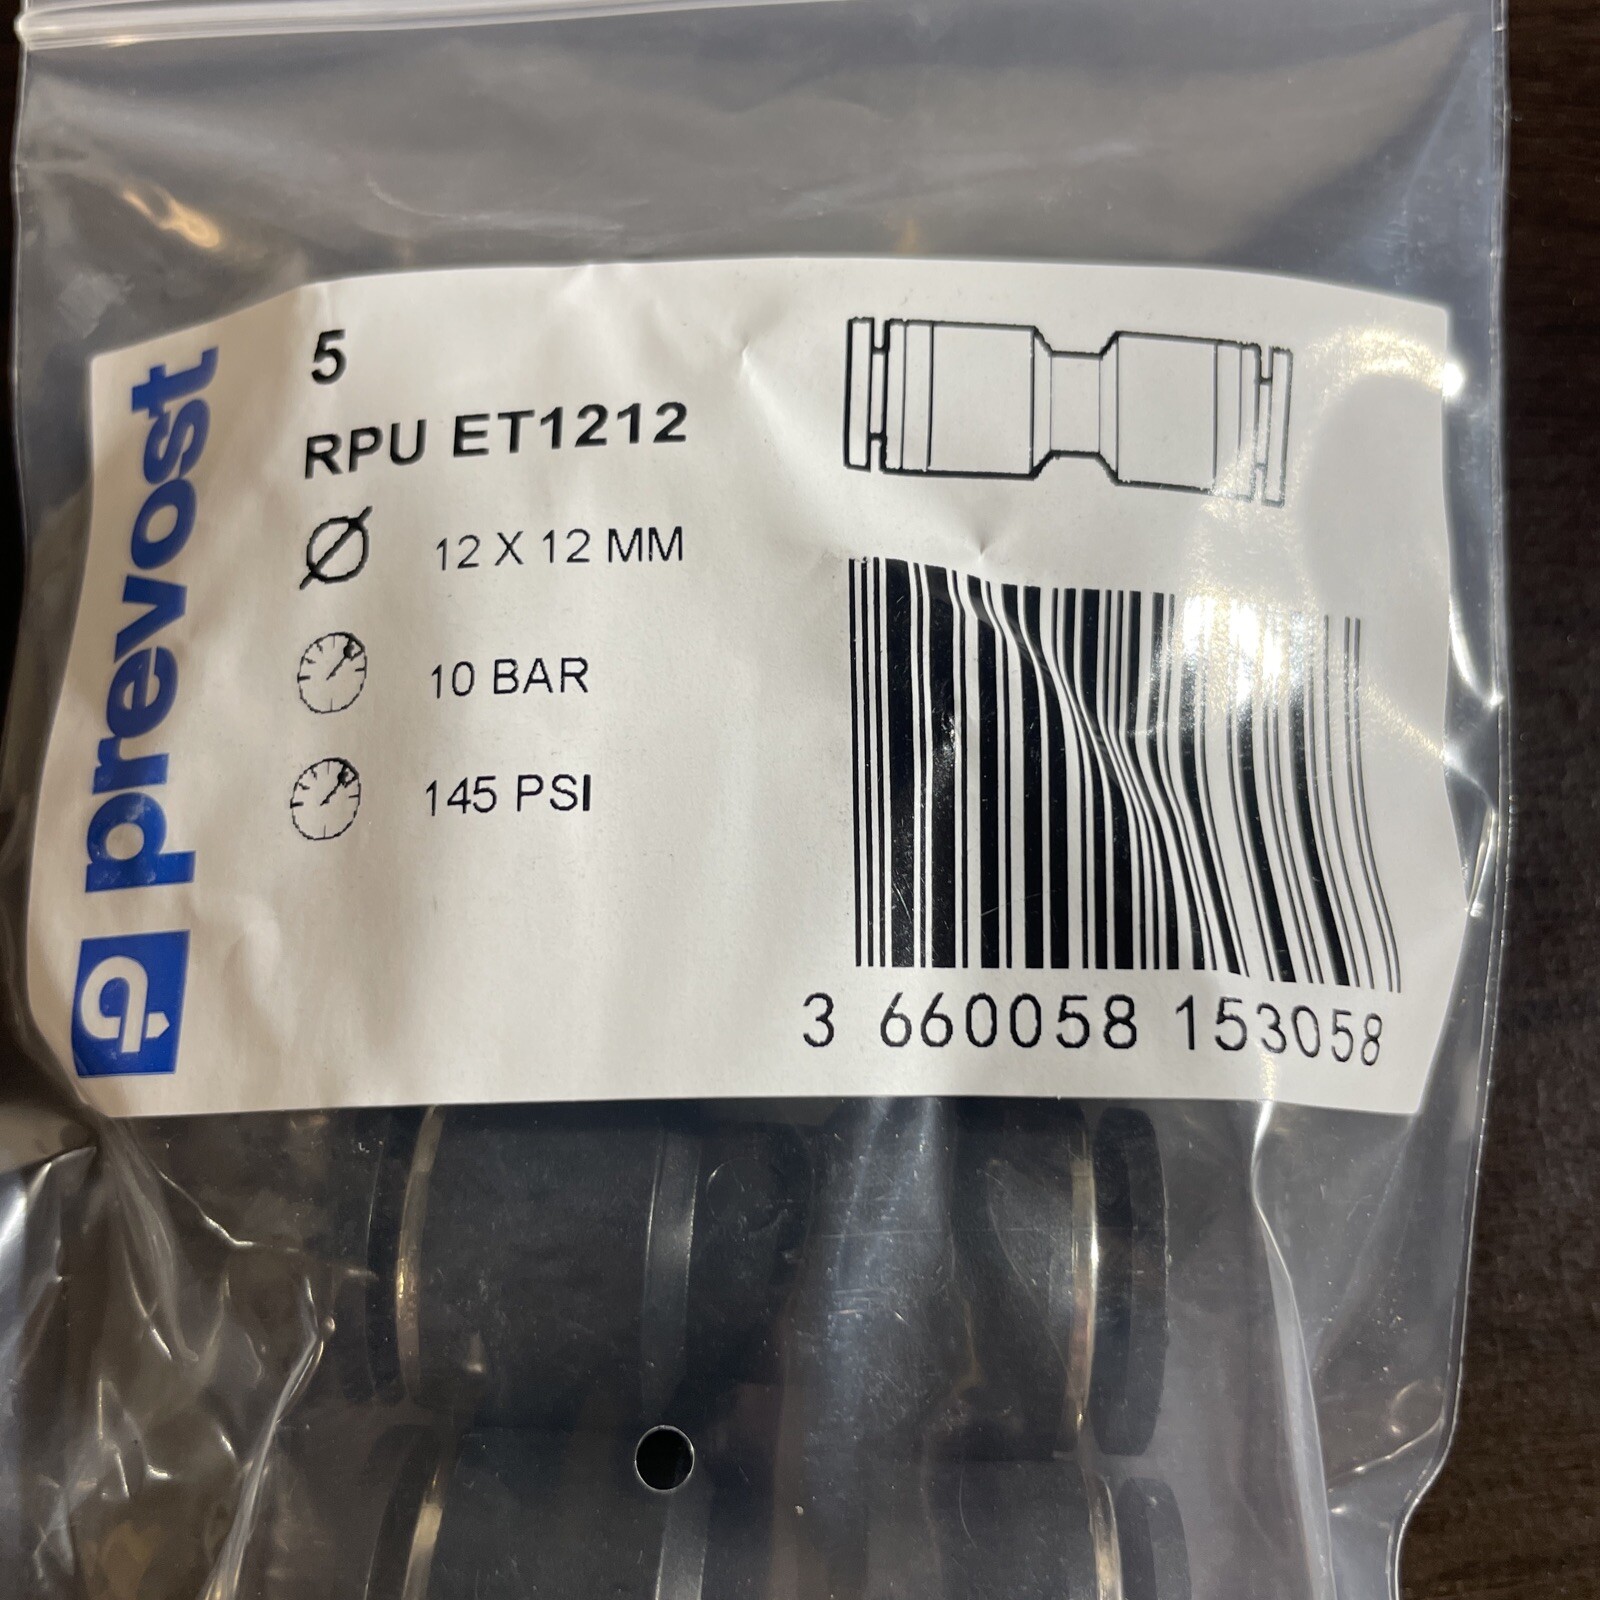 prevost
5
RPU ET1212
Ø 12 X 12 MM
10 BAR
145 PSI
3 660058 153058